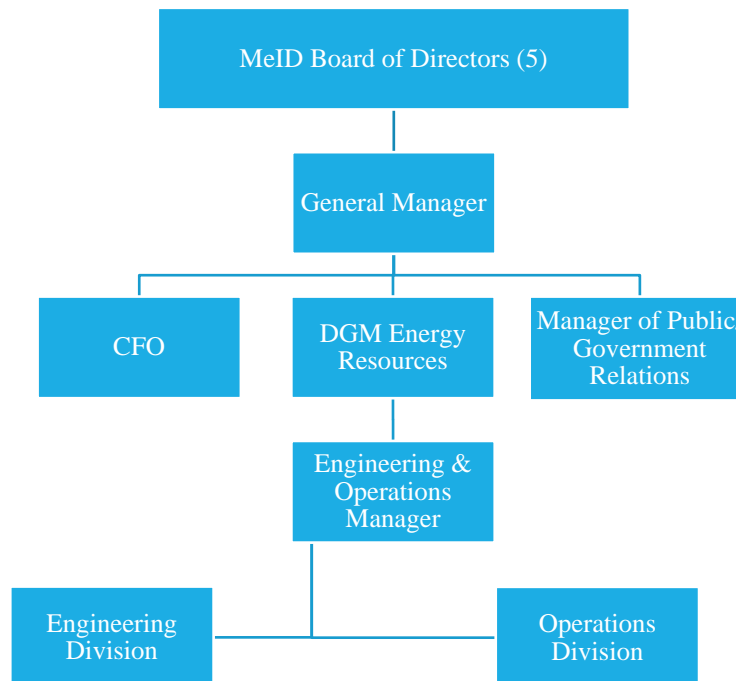 MeID Board of Directors (5)
General Manager
CFO
DGM Energy
Resources
Manager of Public/
Government
Relations
Engineering &
Operations
Manager
Engineering
Division
Operations
Division